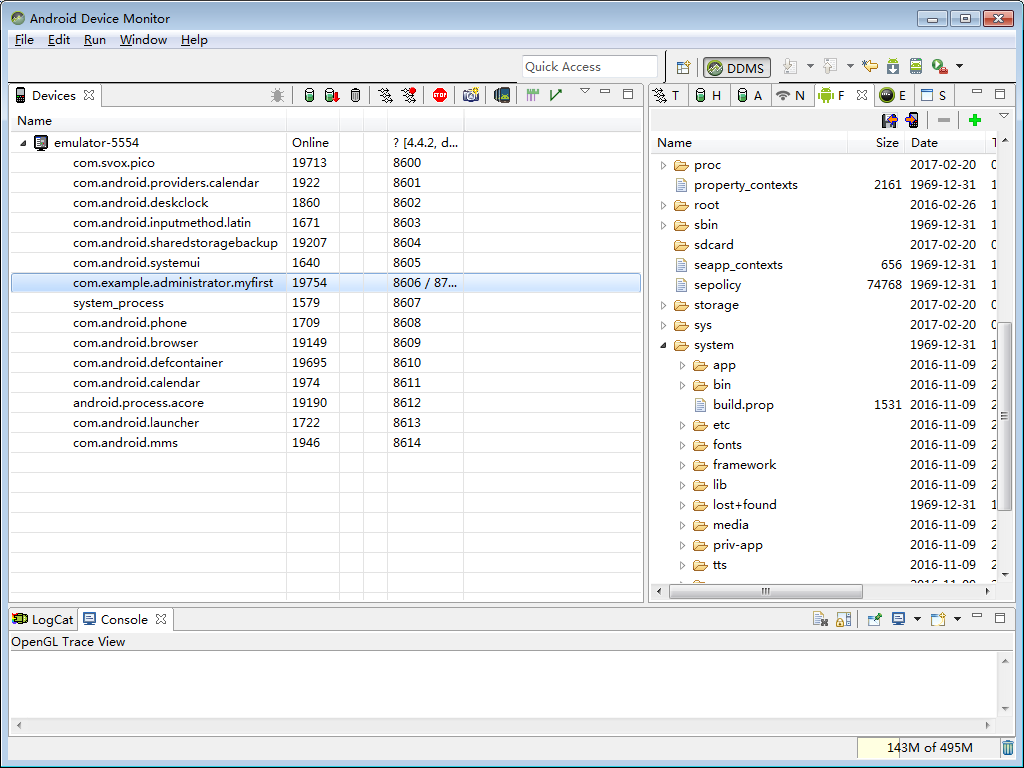 Android Device Monitor
File Edit Run Window Help
Quick Access DDMS
Devices
Name
emulator-5554 Online ? [4.4.2, d...
com.svox.pico 19713 8600
com.android.providers.calendar 1922 8601
com.android.deskclock 1860 8602
com.android.inputmethod.latin 1671 8603
com.android.sharedstoragebackup 19207 8604
com.android.systemui 1640 8605
com.example.administrator.myfirst 19754 8606 / 87...
system_process 1579 8607
com.android.phone 1709 8608
com.android.browser 19149 8609
com.android.defcontainer 19695 8610
com.android.calendar 1974 8611
android.process.acore 19190 8612
com.android.launcher 1722 8613
com.android.mms 1946 8614
T H A N F E S
Name Size Date
proc 2017-02-20
property_contexts 2161 1969-12-31
root 2016-02-26
sbin 1969-12-31
sdcard 2017-02-20
seapp_contexts 656 1969-12-31
sepolicy 74768 1969-12-31
storage 2017-02-20
sys 2017-02-20
system 1969-12-31
app 2016-11-09
bin 2016-11-09
build.prop 1531 2016-11-09
etc 2016-11-09
fonts 2016-11-09
framework 2016-11-09
lib 2016-11-09
lost+found 1969-12-31
media 2016-11-09
priv-app 2016-11-09
tts 2016-11-09
LogCat Console
OpenGL Trace View
143M of 495M